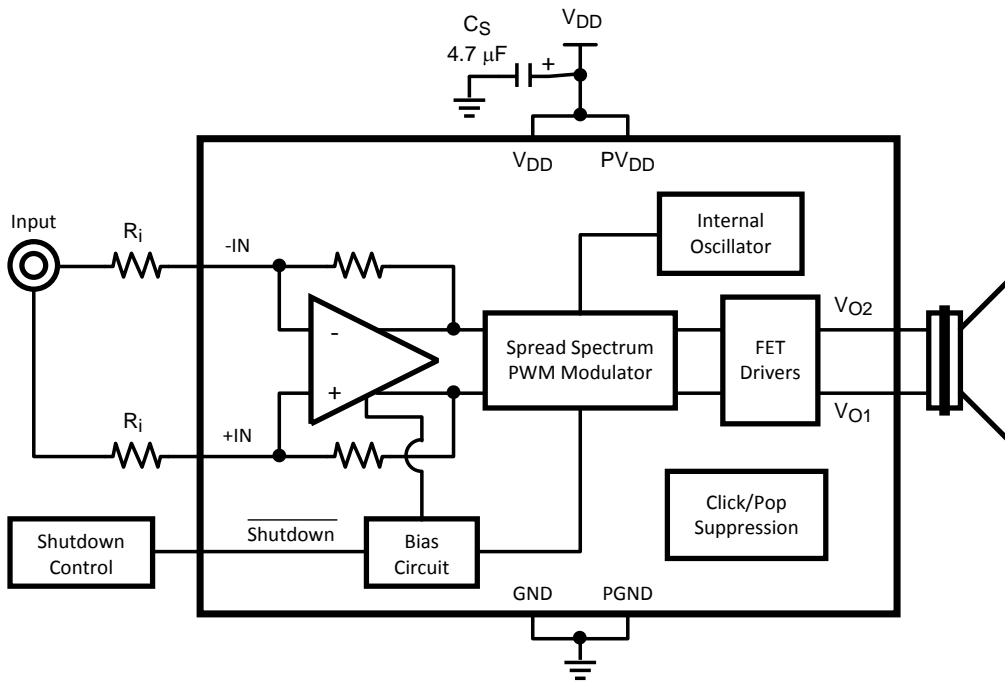 C_S
4.7 µF
+
V_DD
V_DD
PV_DD
Input
R_i
-IN
Internal
Oscillator
-
+
Spread Spectrum
PWM Modulator
FET
Drivers
V_O2
V_O1
R_i
+IN
Click/Pop
Suppression
Shutdown
Control
Shutdown
Bias
Circuit
GND
PGND